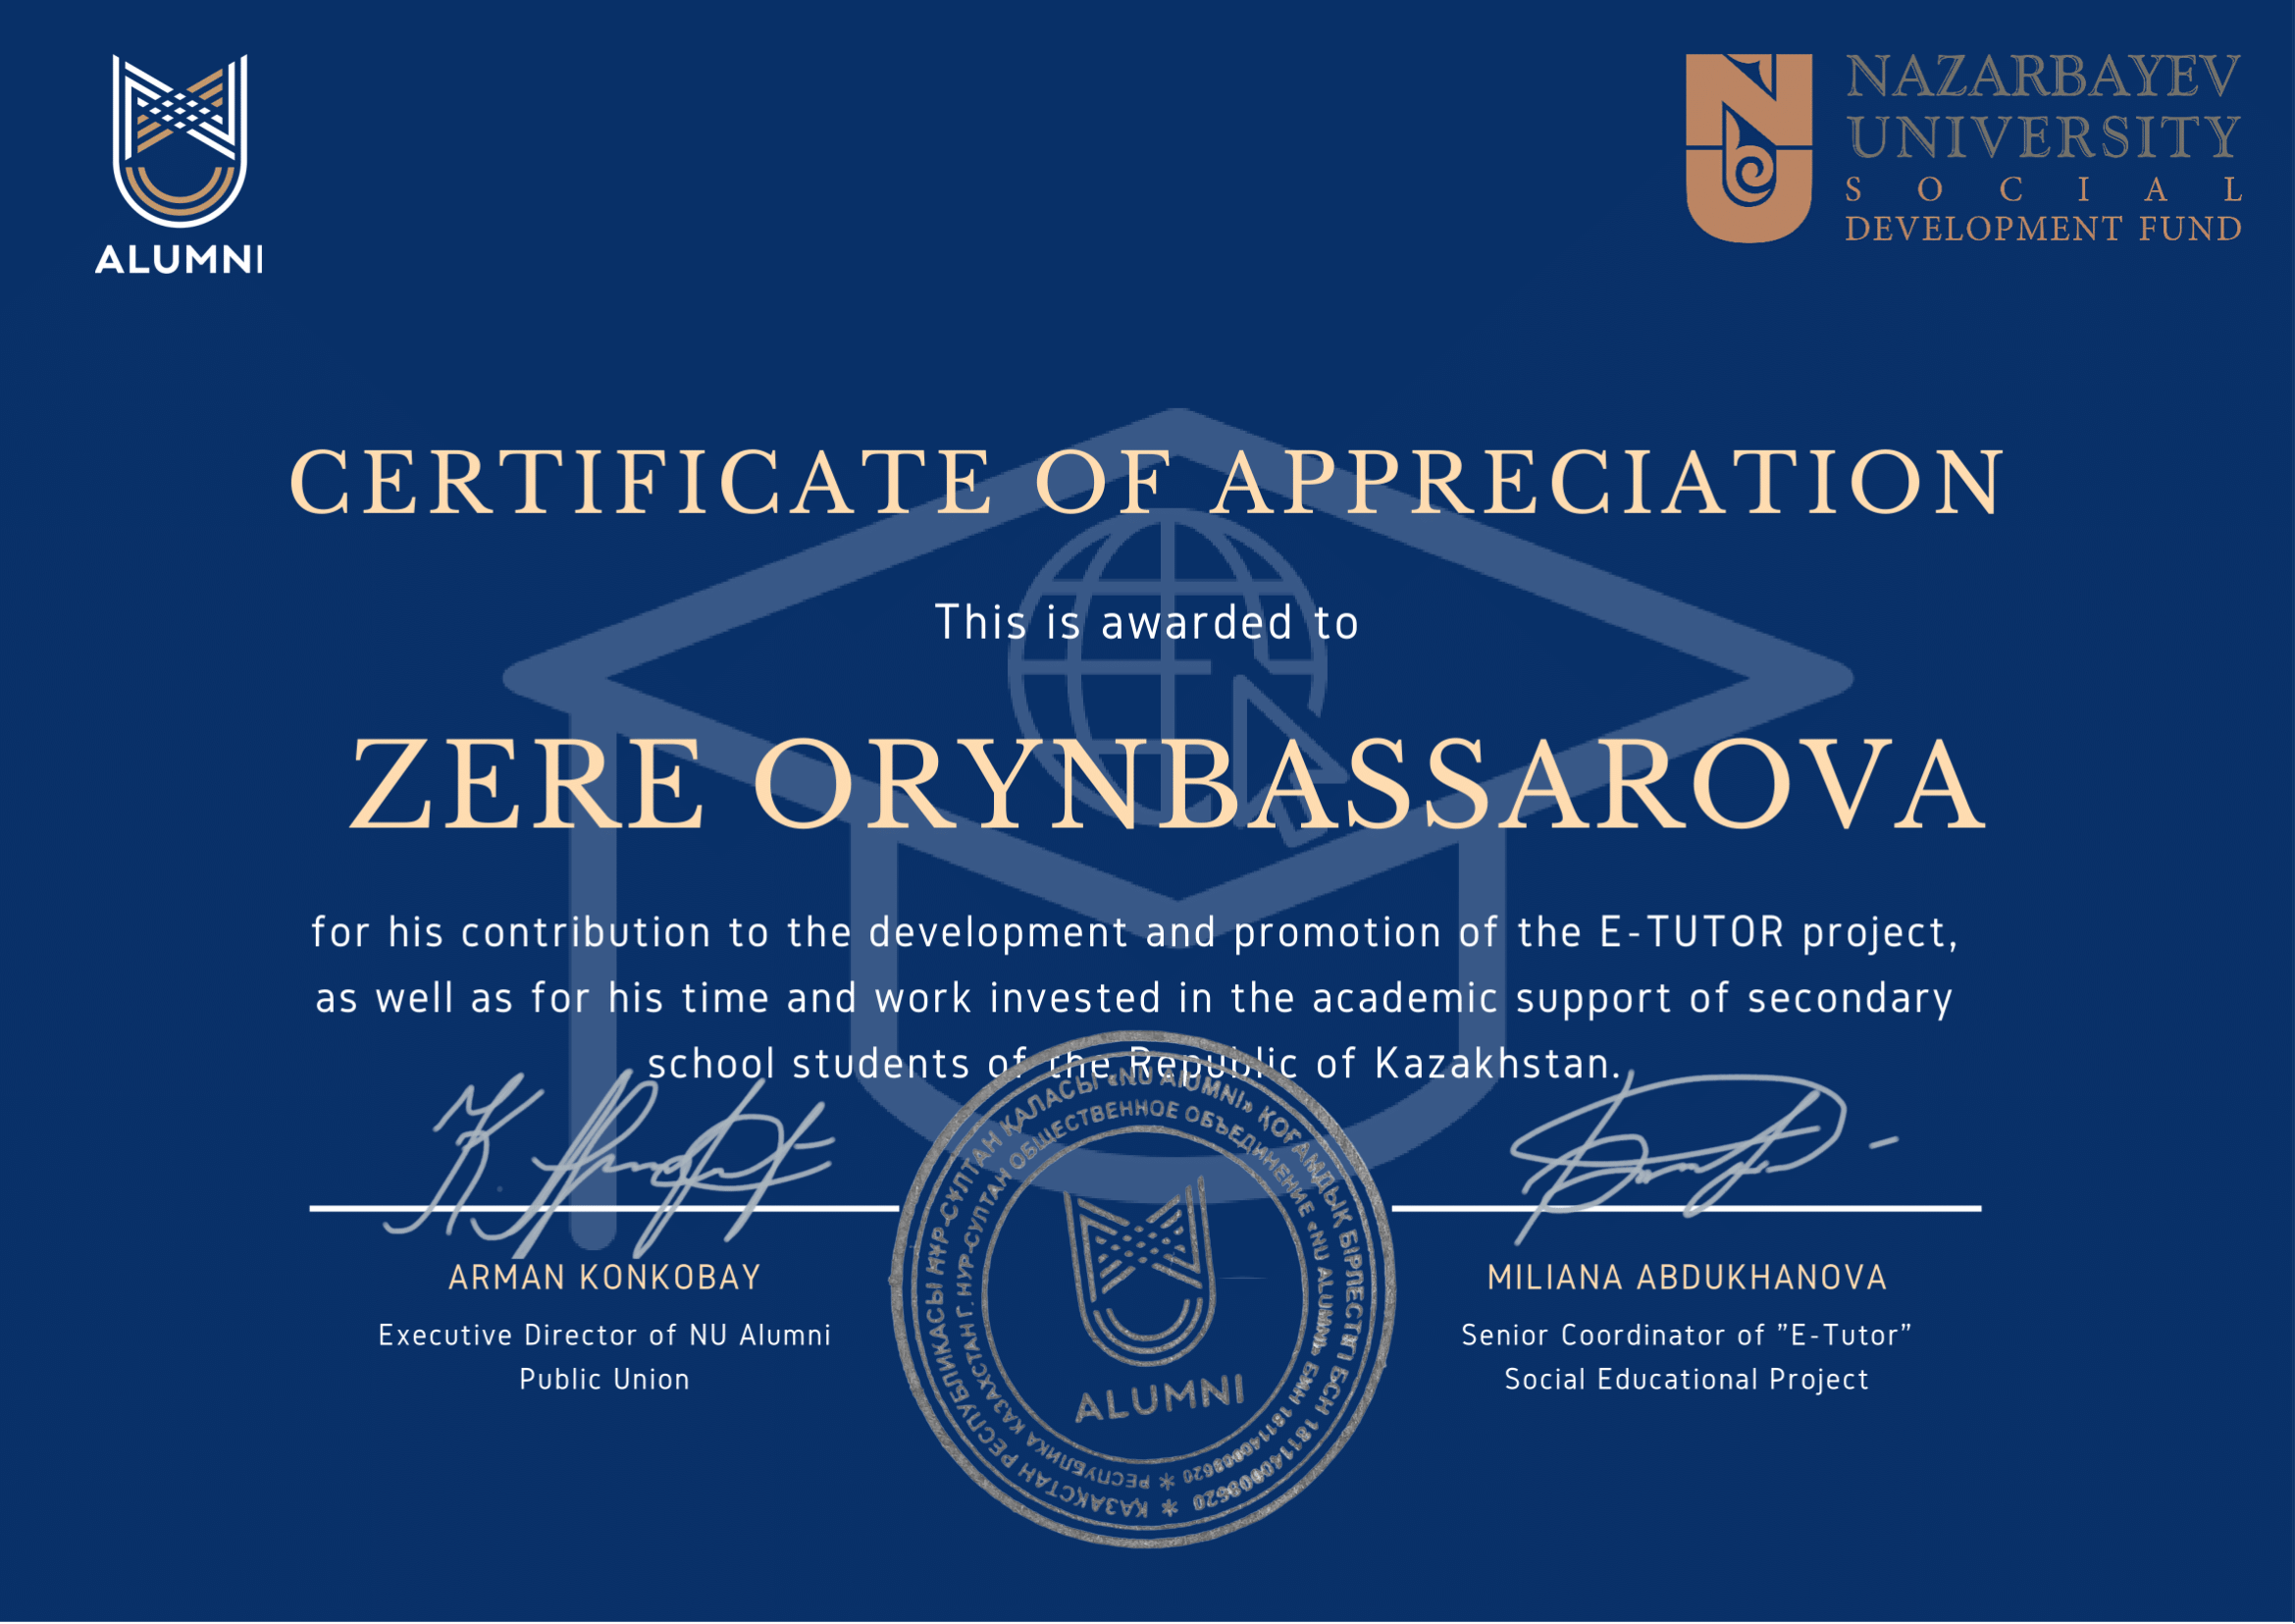 ALUMNI
NAZARBAYEV
UNIVERSITY
SOCIAL
DEVELOPMENT FUND
CERTIFICATE OF APPRECIATION
This is awarded to
ZERE ORYNBASSAROVA
for his contribution to the development and promotion of the E-TUTOR project,
as well as for his time and work invested in the academic support of secondary
school students of the Republic of Kazakhstan.
ARMAN KONKOBAY
Executive Director of NU Alumni
Public Union
MILIANA ABDUKHANOVA
Senior Coordinator of "E-Tutor"
Social Educational Project
ҚАЗАҚСТАН РЕСПУБЛИКАСЫ НҰР-СҰЛТАН ҚАЛАСЫ «NU AlUMNI» ҚОҒАМДЫҚ БІРЛЕСТІГІ БСН
РЕСПУБЛИКА КАЗАХСТАН Г. НУР-СУЛТАН ОБЩЕСТВЕННОЕ ОБЪЕДИНЕНИЕ «NU ALUMNI» БИН
ALUMNI